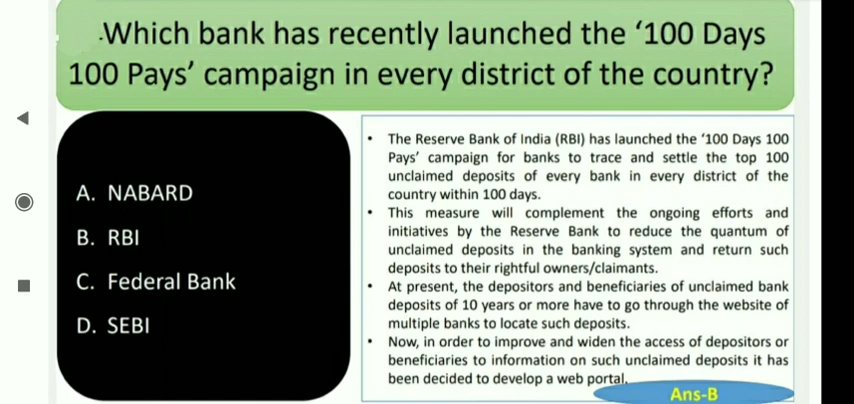 .Which bank has recently launched the ‘100 Days
100 Pays’ campaign in every district of the country?
A. NABARD
B. RBI
C. Federal Bank
D. SEBI
• The Reserve Bank of India (RBI) has launched the ‘100 Days 100
Pays’ campaign for banks to trace and settle the top 100
unclaimed deposits of every bank in every district of the
country within 100 days.
• This measure will complement the ongoing efforts and
initiatives by the Reserve Bank to reduce the quantum of
unclaimed deposits in the banking system and return such
deposits to their rightful owners/claimants.
• At present, the depositors and beneficiaries of unclaimed bank
deposits of 10 years or more have to go through the website of
multiple banks to locate such deposits.
• Now, in order to improve and widen the access of depositors or
beneficiaries to information on such unclaimed deposits it has
been decided to develop a web portal.
Ans-B